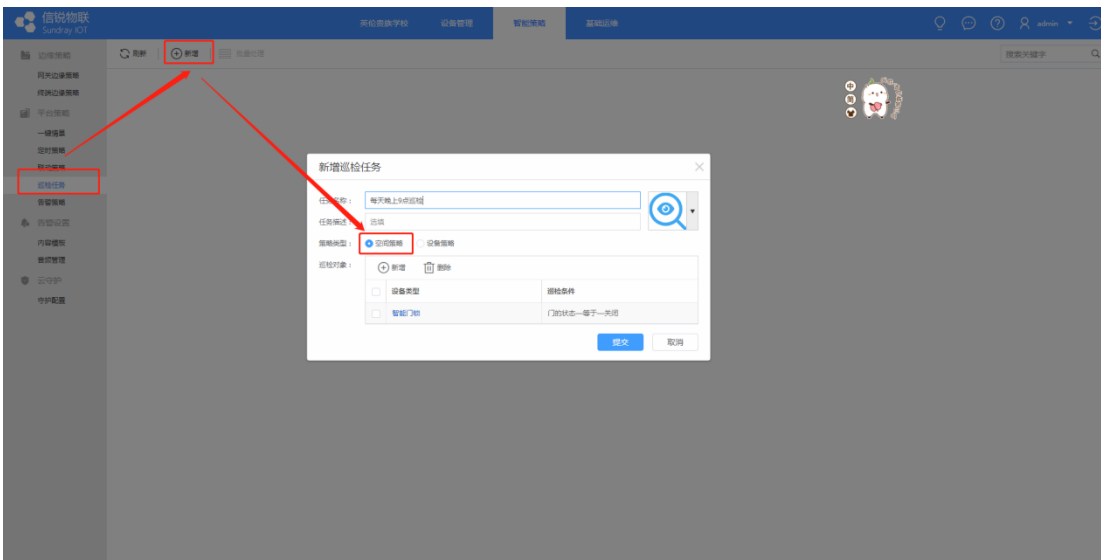 信锐物联
Sundray IOT
英伦贵族学校
设备管理
智能策略
基础运维
admin
边缘策略
网关边缘策略
终端边缘策略
平台策略
一键情景
定时策略
联动策略
巡检任务
告警策略
告警设置
内容模板
音频管理
云守护
守护配置
刷新
新增
批量处理
搜索关键字
中
简
新增巡检任务
任务名称：
每天晚上9点巡检
任务描述：
选填
策略类型：
空间策略
设备策略
巡检对象：
新增
删除
设备类型
巡检条件
智能门锁
门的状态—等于—关闭
提交
取消